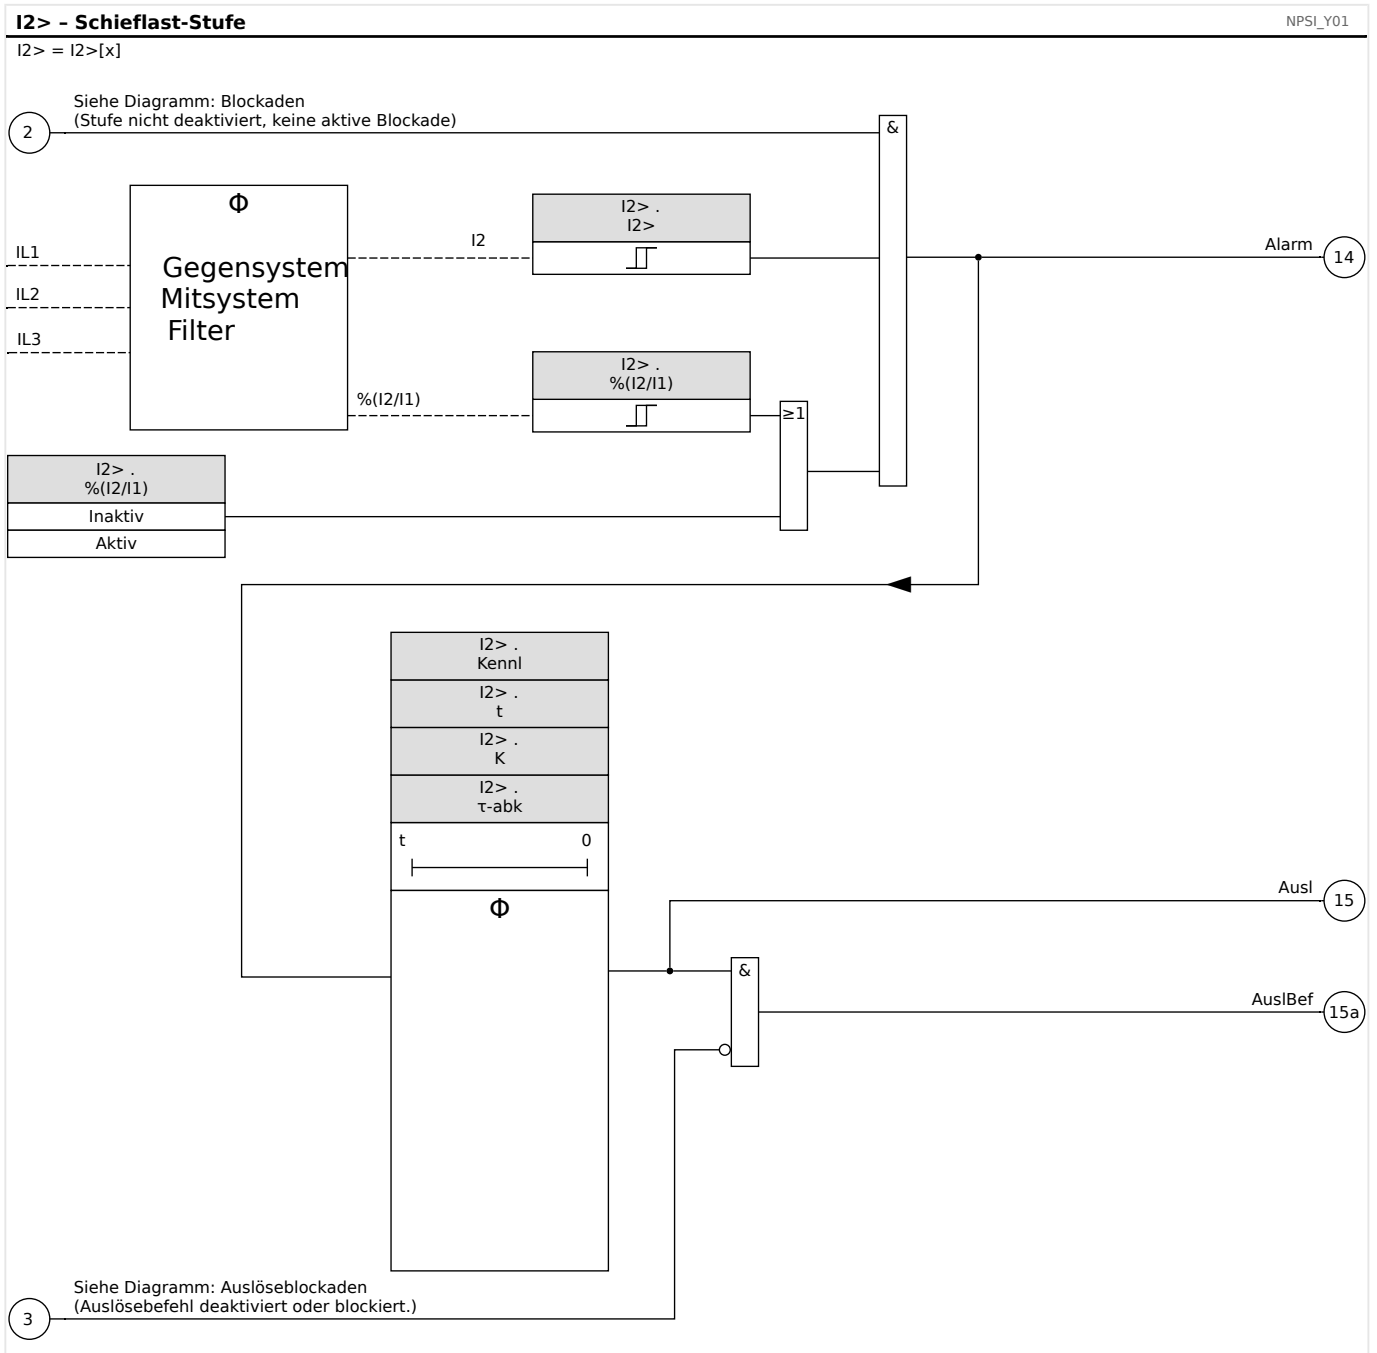 I2> – Schieflast-Stufe
NPSI_Y01
I2> = I2>[x]
Siehe Diagramm: Blockaden
(Stufe nicht deaktiviert, keine aktive Blockade)
2
&
Φ
I2> .
I2>
I2
IL1
Alarm
14
Gegensystem
Mitsystem
Filter
IL2
IL3
I2> .
%(I2/I1)
%(I2/I1)
≥1
I2> .
%(I2/I1)
Inaktiv
Aktiv
I2> .
Kennl
I2> .
t
I2> .
K
I2> .
τ-abk
t 0
Φ
Ausl
15
&
AuslBef
15a
Siehe Diagramm: Auslöseblockaden
(Auslösebefehl deaktiviert oder blockiert.)
3